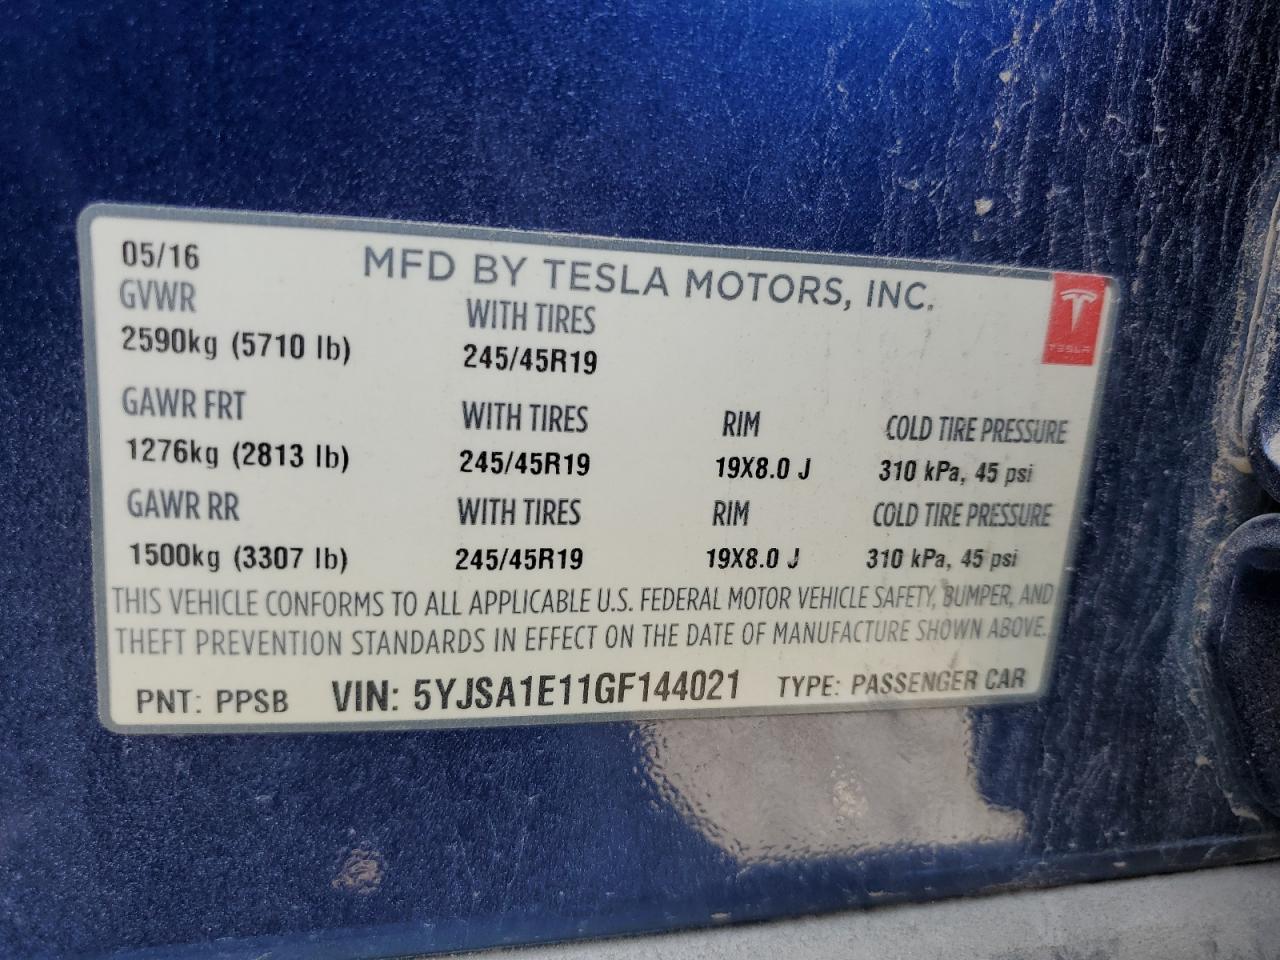 05/16 MFD BY TESLA MOTORS, INC.
GVWR WITH TIRES
2590kg (5710 lb) 245/45R19
TESLA
GAWR FRT WITH TIRES RIM COLD TIRE PRESSURE
1276kg (2813 lb) 245/45R19 19X8.0 J 310 kPa, 45 psi
GAWR RR WITH TIRES RIM COLD TIRE PRESSURE
1500kg (3307 lb) 245/45R19 19X8.0 J 310 kPa, 45 psi
THIS VEHICLE CONFORMS TO ALL APPLICABLE U.S. FEDERAL MOTOR VEHICLE SAFETY, BUMPER, AND
THEFT PREVENTION STANDARDS IN EFFECT ON THE DATE OF MANUFACTURE SHOWN ABOVE.
PNT: PPSB VIN: 5YJSA1E11GF144021 TYPE: PASSENGER CAR